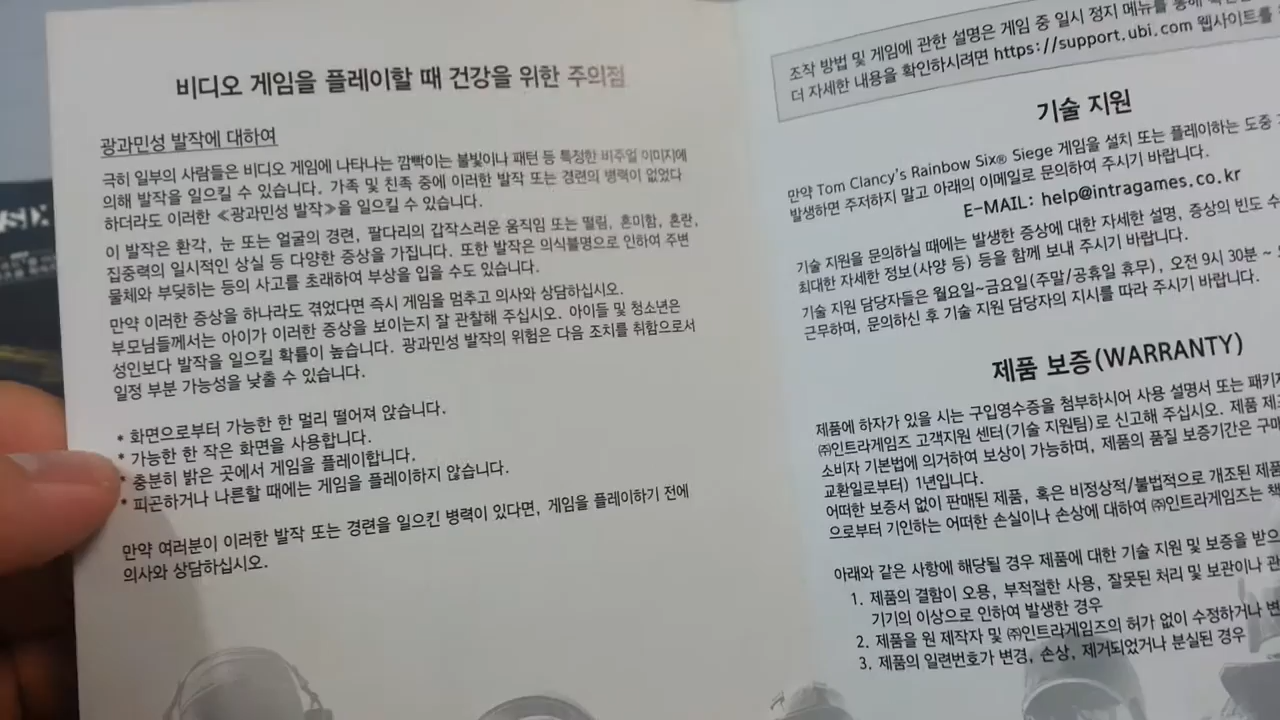 비디오 게임을 플레이할 때 건강을 위한 주의점
광과민성 발작에 대하여
극히 일부의 사람들은 비디오 게임에 나타나는 깜빡이는 불빛이나 패턴 등 특정한 비주얼 이미지에
의해 발작을 일으킬 수 있습니다. 가족 및 친족 중에 이러한 발작 또는 경련의 병력이 없었다
하더라도 이러한 ≪광과민성 발작≫을 일으킬 수 있습니다.
이 발작은 환각, 눈 또는 얼굴의 경련, 팔다리의 갑작스러운 움직임 또는 떨림, 혼미함, 혼란,
집중력의 일시적인 상실 등 다양한 증상을 가집니다. 또한 발작은 의식불명으로 인하여 주변
물체와 부딪히는 등의 사고를 초래하여 부상을 입을 수도 있습니다.
만약 이러한 증상을 하나라도 겪었다면 즉시 게임을 멈추고 의사와 상담하십시오.
부모님들께서는 아이가 이러한 증상을 보이는지 잘 관찰해 주십시오. 아이들 및 청소년은
성인보다 발작을 일으킬 확률이 높습니다. 광과민성 발작의 위험은 다음 조치를 취함으로서
일정 부분 가능성을 낮출 수 있습니다.
* 화면으로부터 가능한 한 멀리 떨어져 앉습니다.
* 가능한 한 작은 화면을 사용합니다.
* 충분히 밝은 곳에서 게임을 플레이합니다.
* 피곤하거나 나른할 때에는 게임을 플레이하지 않습니다.
만약 여러분이 이러한 발작 또는 경련을 일으킨 병력이 있다면, 게임을 플레이하기 전에
의사와 상담하십시오.
조작 방법 및 게임에 관한 설명은 게임 중 일시 정지 메뉴를 통해
더 자세한 내용을 확인하시려면 https://support.ubi.com 웹사이트를
기술 지원
만약 Tom Clancy's Rainbow Six® Siege 게임을 설치 또는 플레이하는 도중
발생하면 주저하지 말고 아래의 이메일로 문의하여 주시기 바랍니다.
E-MAIL: help@intragames.co.kr
기술 지원을 문의하실 때에는 발생한 증상에 대한 자세한 설명, 증상의 빈도 수
최대한 자세한 정보(사양 등) 등을 함께 보내 주시기 바랍니다.
기술 지원 담당자들은 월요일~금요일(주말/공휴일 휴무), 오전 9시 30분 ~
근무하며, 문의하신 후 기술 지원 담당자의 지시를 따라 주시기 바랍니다.
제품 보증(WARRANTY)
제품에 하자가 있을 시는 구입영수증을 첨부하시어 사용 설명서 또는 패키지
㈜인트라게임즈 고객지원 센터(기술 지원팀)로 신고해 주십시오. 제품 제조
소비자 기본법에 의거하여 보상이 가능하며, 제품의 품질 보증기간은 구매
교환일로부터) 1년입니다.
어떠한 보증서 없이 판매된 제품, 혹은 비정상적/불법적으로 개조된 제품
으로부터 기인하는 어떠한 손실이나 손상에 대하여 ㈜인트라게임즈는 책
아래와 같은 사항에 해당될 경우 제품에 대한 기술 지원 및 보증을 받으
1. 제품의 결함이 오용, 부적절한 사용, 잘못된 처리 및 보관이나 관
기기의 이상으로 인하여 발생한 경우
2. 제품을 원 제작자 및 ㈜인트라게임즈의 허가 없이 수정하거나 변
3. 제품의 일련번호가 변경, 손상, 제거되었거나 분실된 경우
SIX